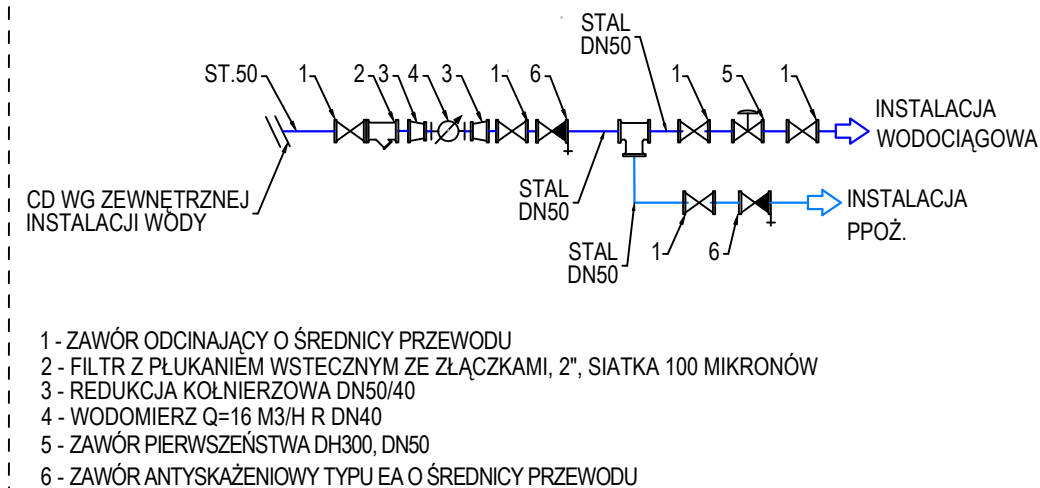 STAL
DN50
ST.50
1
2
3
4
3
1
6
1
5
1
INSTALACJA
WODOCIĄGOWA
CD WG ZEWNĘTRZNEJ
INSTALACJI WODY
STAL
DN50
INSTALACJA
PPOŻ.
STAL
DN50
1
6
1 - ZAWÓR ODCINAJĄCY O ŚREDNICY PRZEWODU
2 - FILTR Z PŁUKANIEM WSTECZNYM ZE ZŁĄCZKAMI, 2", SIATKA 100 MIKRONÓW
3 - REDUKCJA KOŁNIERZOWA DN50/40
4 - WODOMIERZ Q=16 M3/H R DN40
5 - ZAWÓR PIERWSZEŃSTWA DH300, DN50
6 - ZAWÓR ANTYSKAŻENIOWY TYPU EA O ŚREDNICY PRZEWODU